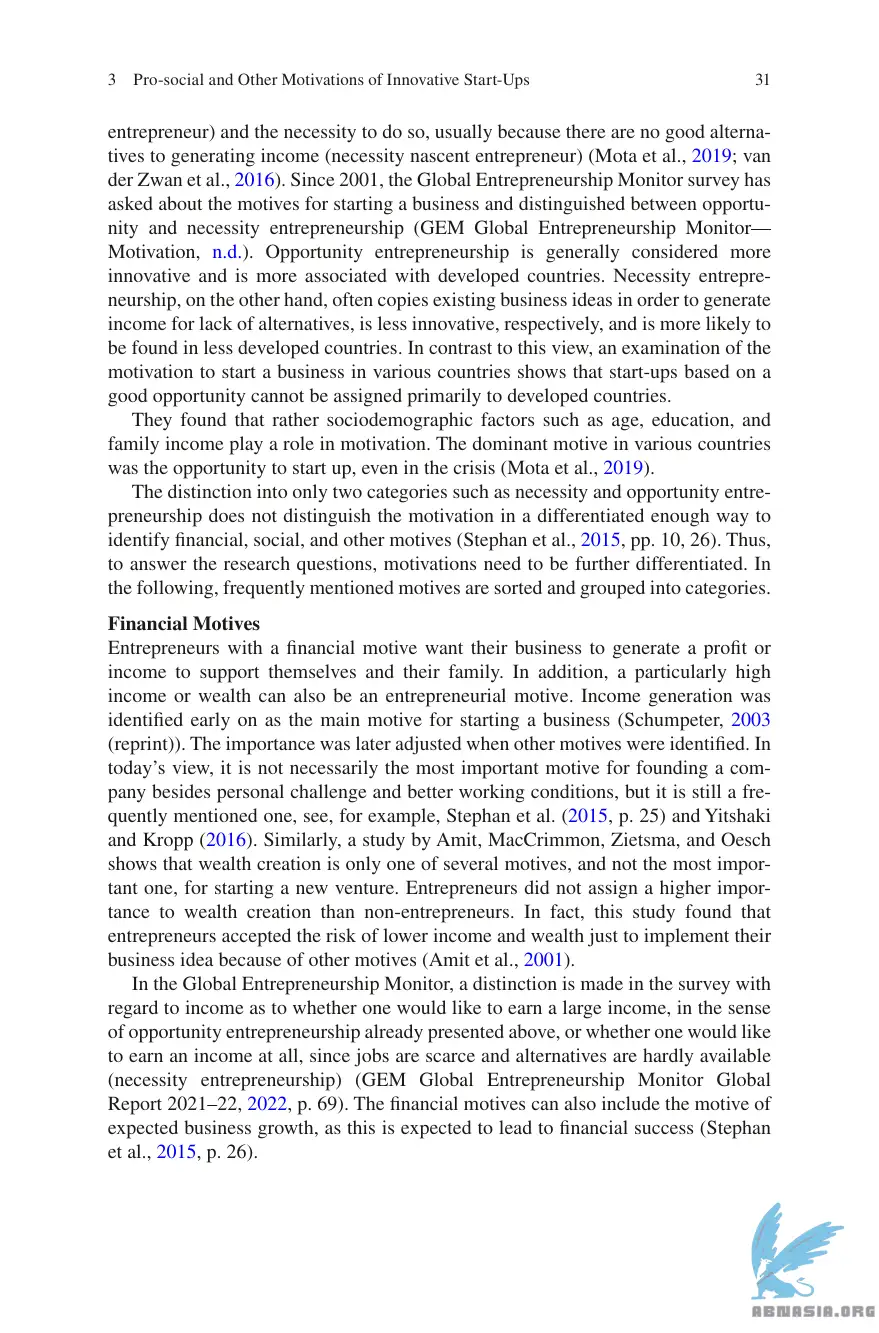 3 Pro-social and Other Motivations of Innovative Start-Ups 31
entrepreneur) and the necessity to do so, usually because there are no good alterna-
tives to generating income (necessity nascent entrepreneur) (Mota et al., 2019; van
der Zwan et al., 2016). Since 2001, the Global Entrepreneurship Monitor survey has
asked about the motives for starting a business and distinguished between opportu-
nity and necessity entrepreneurship (GEM Global Entrepreneurship Monitor—
Motivation, n.d.). Opportunity entrepreneurship is generally considered more
innovative and is more associated with developed countries. Necessity entrepre-
neurship, on the other hand, often copies existing business ideas in order to generate
income for lack of alternatives, is less innovative, respectively, and is more likely to
be found in less developed countries. In contrast to this view, an examination of the
motivation to start a business in various countries shows that start-ups based on a
good opportunity cannot be assigned primarily to developed countries.
They found that rather sociodemographic factors such as age, education, and
family income play a role in motivation. The dominant motive in various countries
was the opportunity to start up, even in the crisis (Mota et al., 2019).
The distinction into only two categories such as necessity and opportunity entre-
preneurship does not distinguish the motivation in a differentiated enough way to
identify financial, social, and other motives (Stephan et al., 2015, pp. 10, 26). Thus,
to answer the research questions, motivations need to be further differentiated. In
the following, frequently mentioned motives are sorted and grouped into categories.
Financial Motives
Entrepreneurs with a financial motive want their business to generate a profit or
income to support themselves and their family. In addition, a particularly high
income or wealth can also be an entrepreneurial motive. Income generation was
identified early on as the main motive for starting a business (Schumpeter, 2003
(reprint)). The importance was later adjusted when other motives were identified. In
today's view, it is not necessarily the most important motive for founding a com-
pany besides personal challenge and better working conditions, but it is still a fre-
quently mentioned one, see, for example, Stephan et al. (2015, p. 25) and Yitshaki
and Kropp (2016). Similarly, a study by Amit, MacCrimmon, Zietsma, and Oesch
shows that wealth creation is only one of several motives, and not the most impor-
tant one, for starting a new venture. Entrepreneurs did not assign a higher impor-
tance to wealth creation than non-entrepreneurs. In fact, this study found that
entrepreneurs accepted the risk of lower income and wealth just to implement their
business idea because of other motives (Amit et al., 2001).
In the Global Entrepreneurship Monitor, a distinction is made in the survey with
regard to income as to whether one would like to earn a large income, in the sense
of opportunity entrepreneurship already presented above, or whether one would like
to earn an income at all, since jobs are scarce and alternatives are hardly available
(necessity entrepreneurship) (GEM Global Entrepreneurship Monitor Global
Report 2021–22, 2022, p. 69). The financial motives can also include the motive of
expected business growth, as this is expected to lead to financial success (Stephan
et al., 2015, p. 26).
ABNASIA.ORG